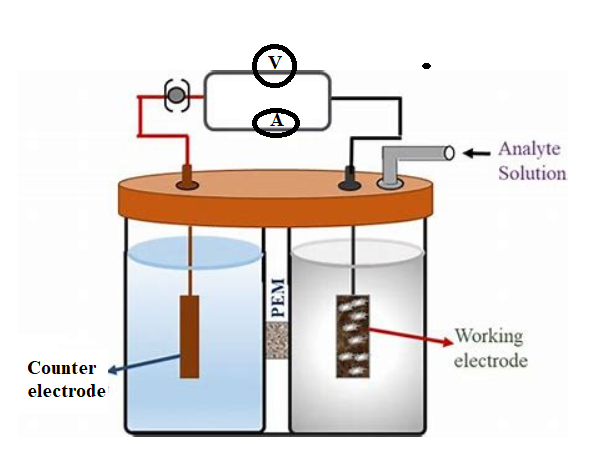 V
A
Analyte
Solution
PEM
Working
electrode
Counter
electrode